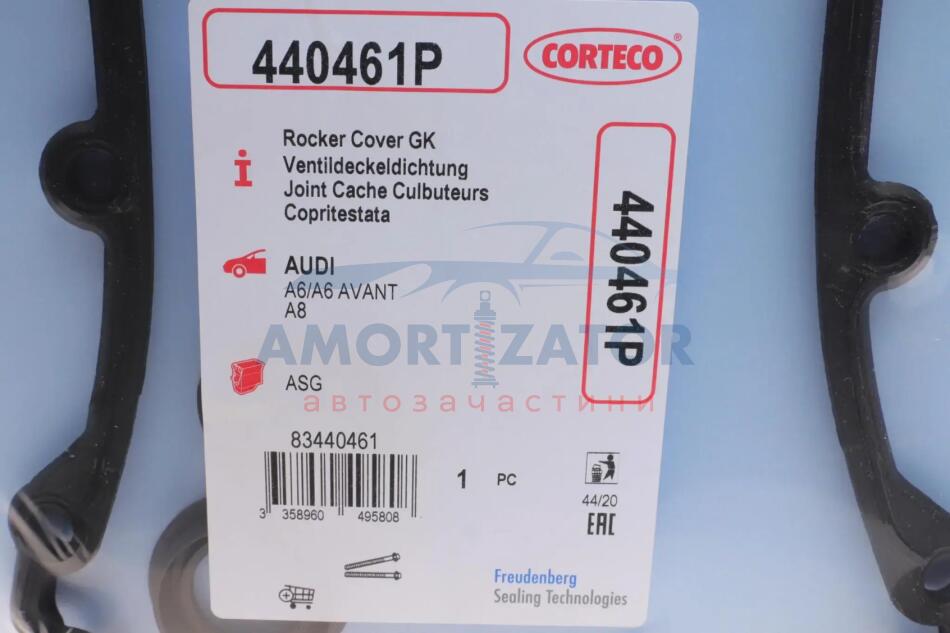 440461P
CORTECO
®
Rocker Cover GK
Ventildeckeldichtung
Joint Cache Culbuteurs
Copritestata
440461P
AUDI
A6/A6 AVANT
A8
AMORTIZATOR
автозачастини
ASG
83440461
3 358960 495808
1 PC
44/20
EAC
Freudenberg
Sealing Technologies